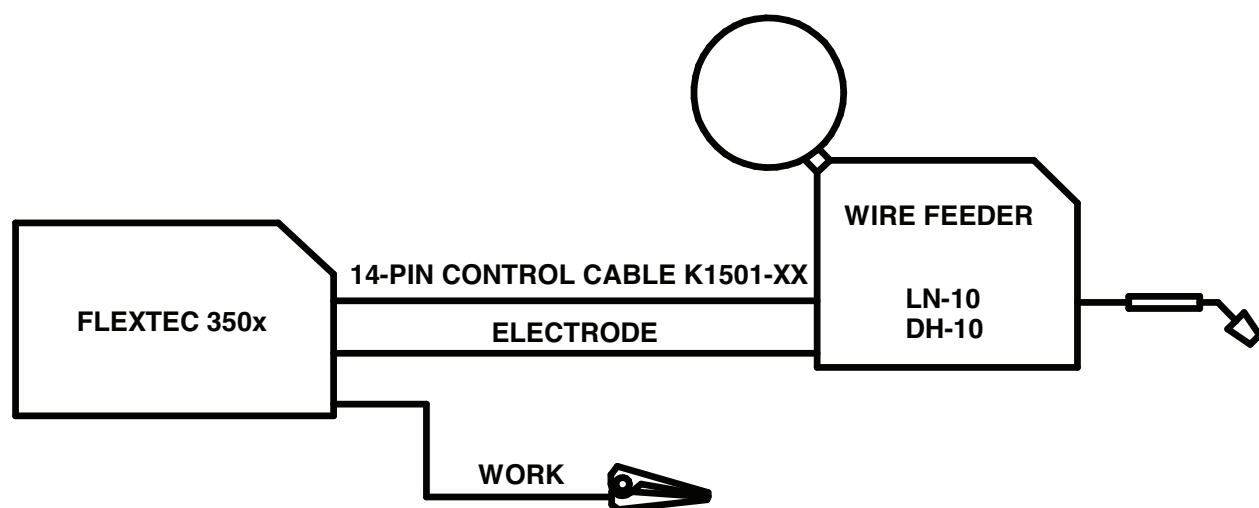 WIRE FEEDER
14-PIN CONTROL CABLE K1501-XX
LN-10
DH-10
FLEXTEC 350x
ELECTRODE
WORK